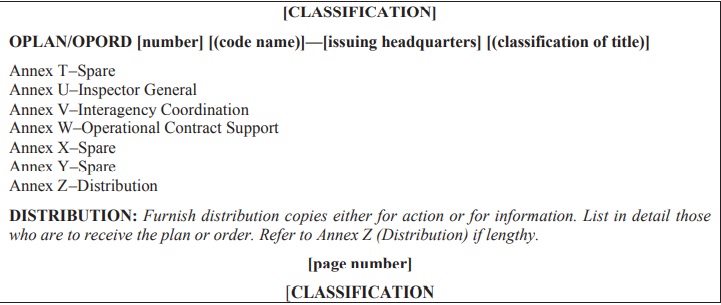 [CLASSIFICATION]
OPLAN/OPORD [number] [(code name)]—[issuing headquarters] [(classification of title)]
Annex T–Spare
Annex U–Inspector General
Annex V–Interagency Coordination
Annex W–Operational Contract Support
Annex X–Spare
Annex Y–Spare
Annex Z–Distribution
DISTRIBUTION: Furnish distribution copies either for action or for information. List in detail those
who are to receive the plan or order. Refer to Annex Z (Distribution) if lengthy.
[page number]
[CLASSIFICATION